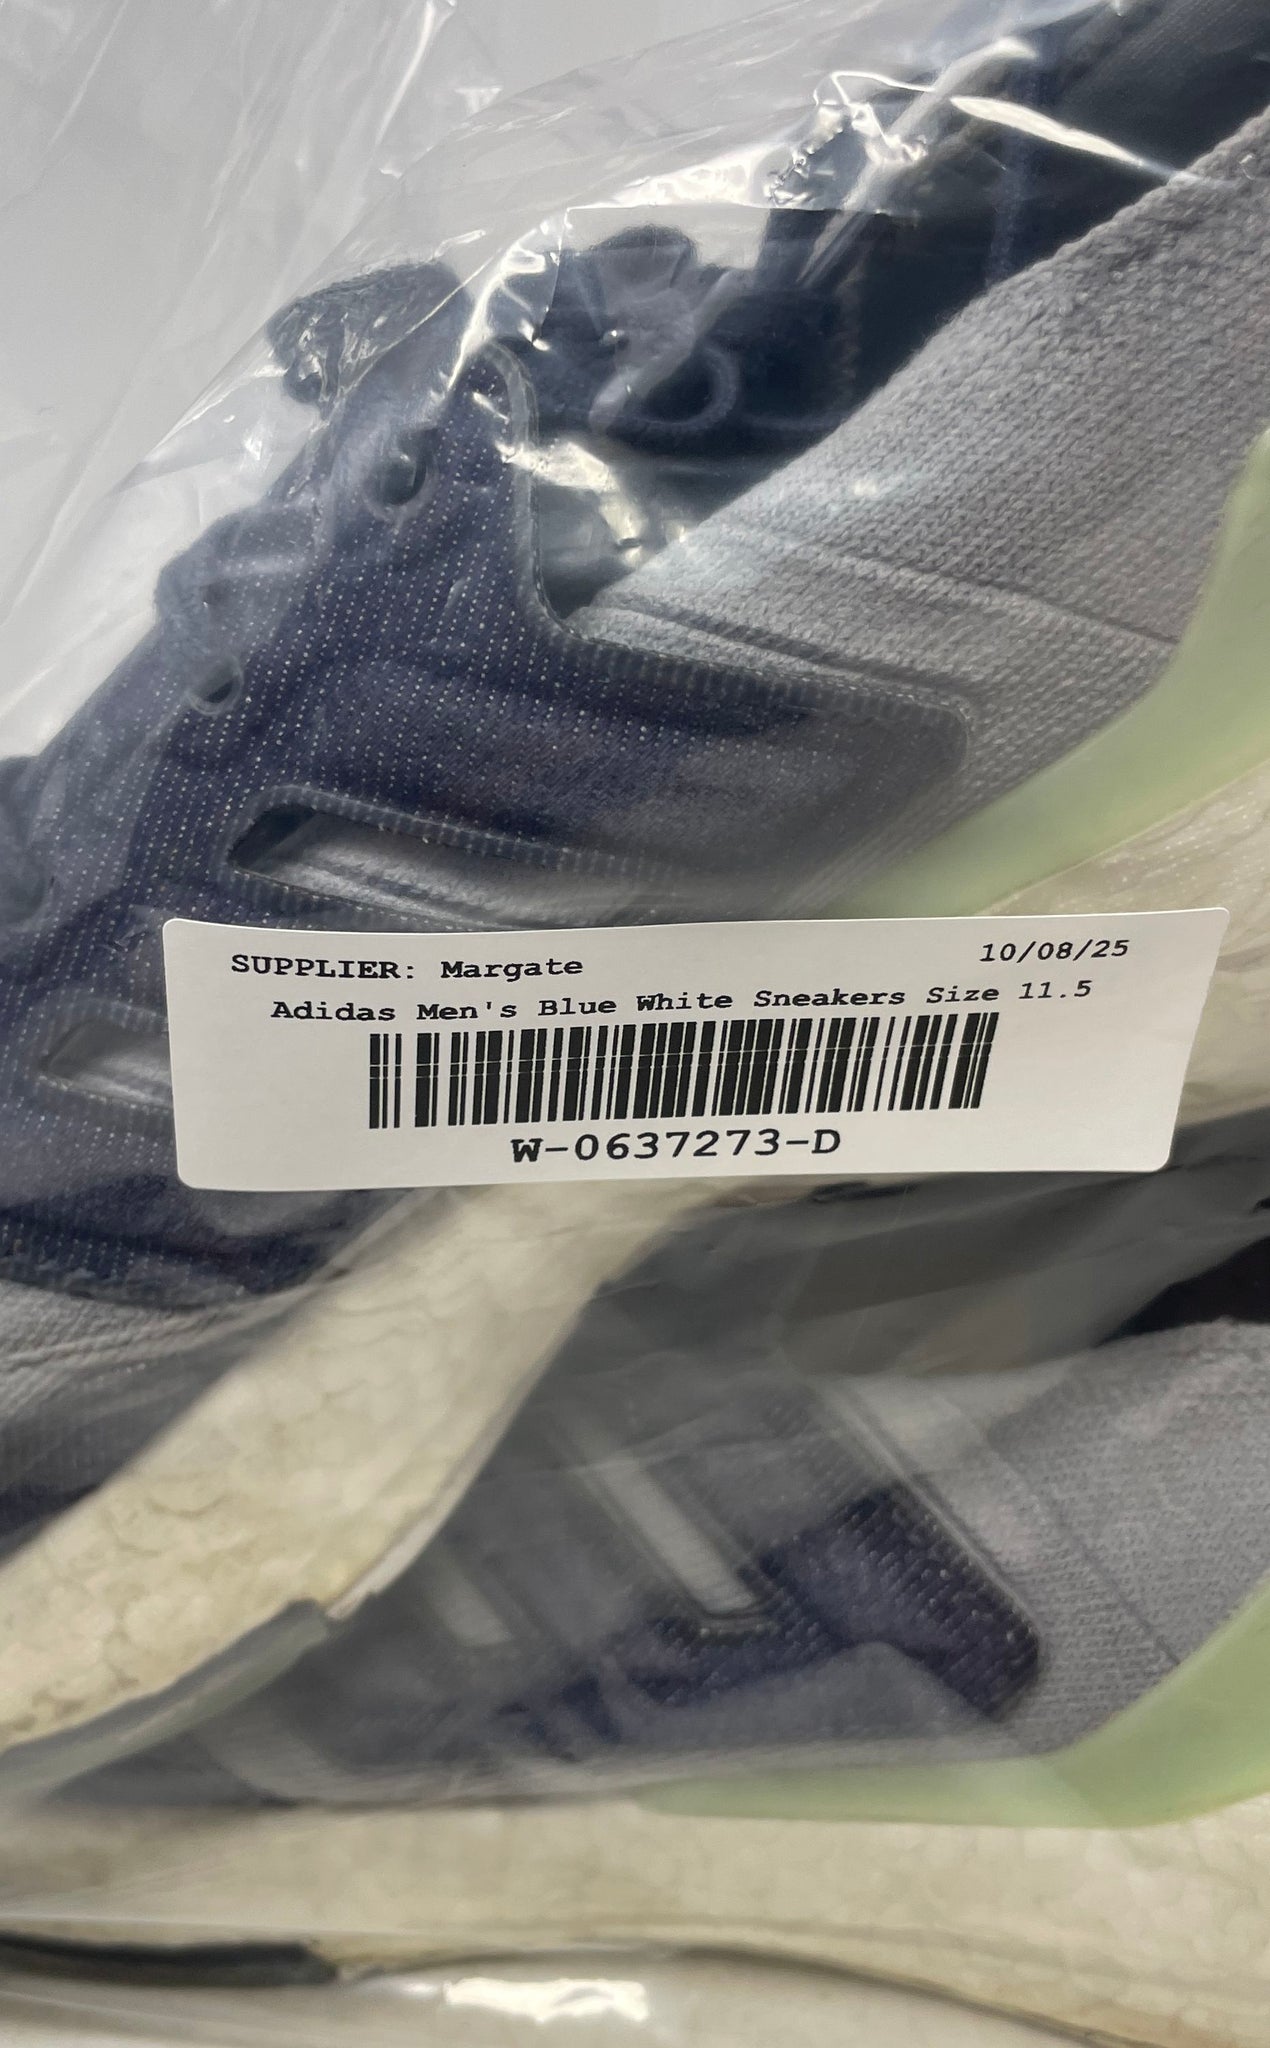 SUPPLIER: Margate 10/08/25
Adidas Men's Blue White Sneakers Size 11.5
W-0637273-D